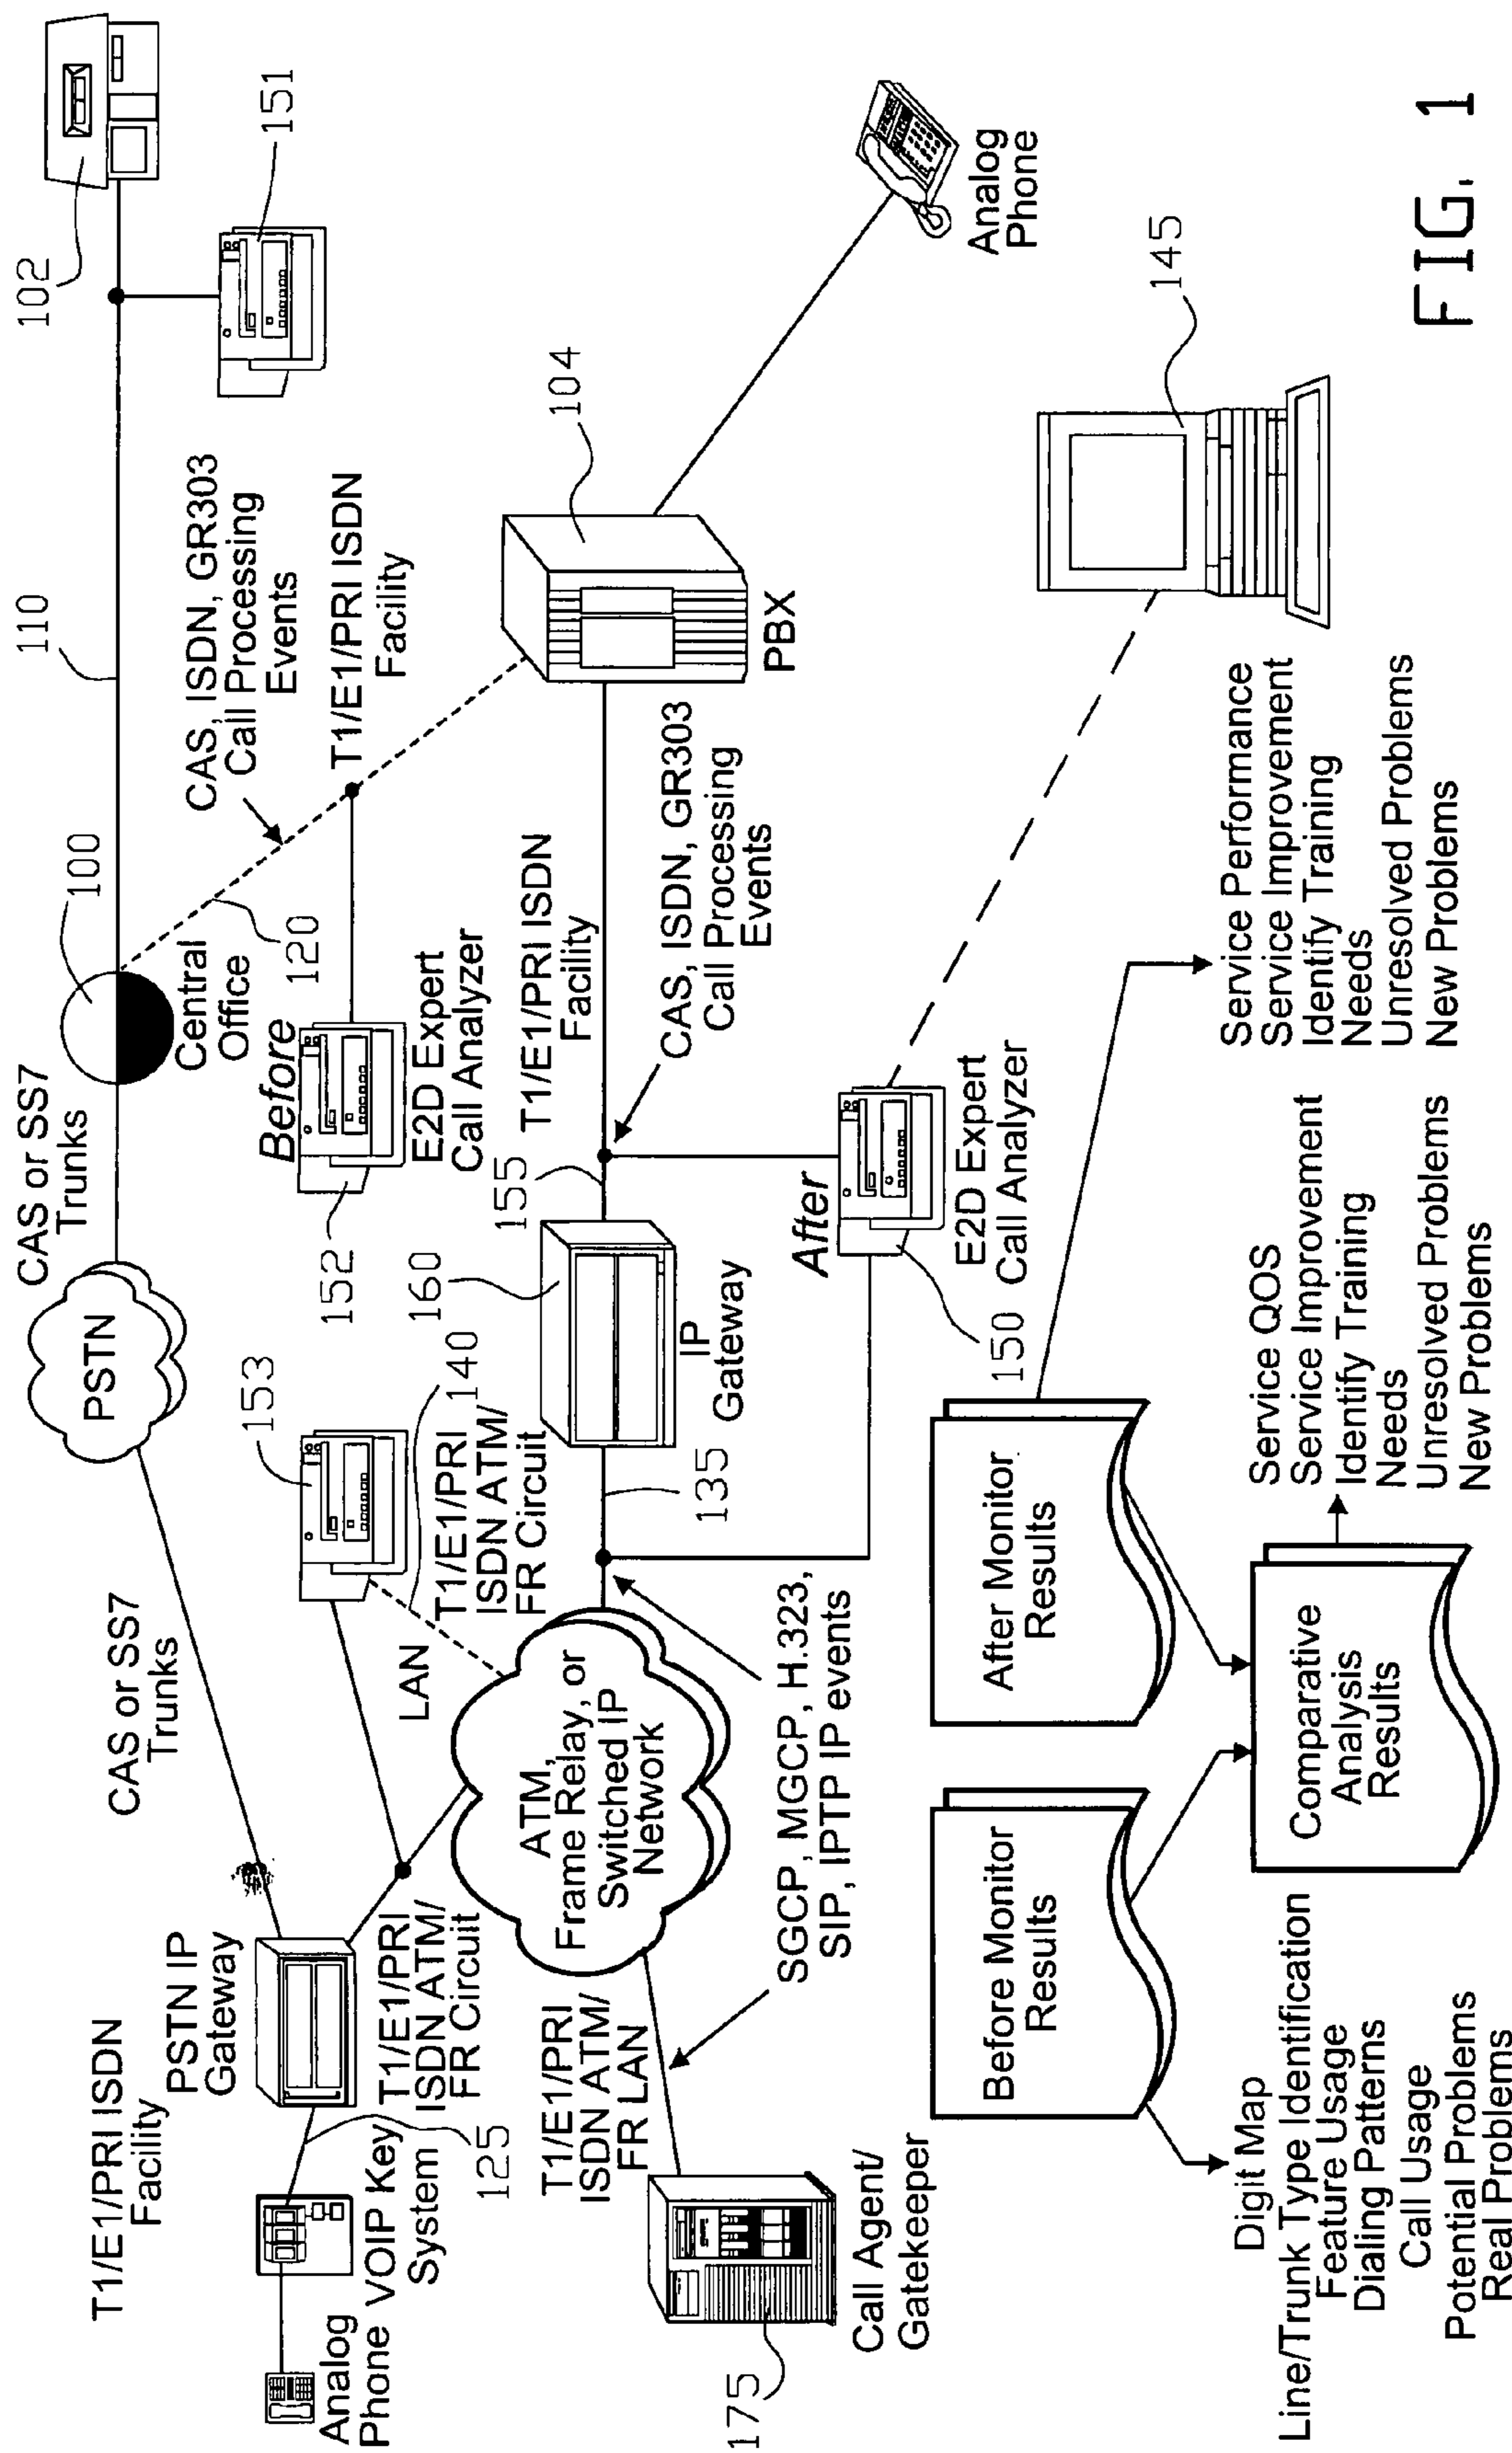 102
151
110
CAS, ISDN, GR303
Call Processing
Events
T1/E1/PRI ISDN
Facility
104
PBX
Analog
Phone
100
Central
Office
120
CAS or SS7
Trunks
PSTN
Before
E2D Expert
Call Analyzer
152
T1/E1/PRI ISDN
Facility
CAS, ISDN, GR303
Call Processing
Events
155
160
IP
Gateway
After
E2D Expert
Call Analyzer
150
145
153
140
T1/E1/PRI
ISDN ATM/
FR Circuit
135
LAN
CAS or SS7
Trunks
PSTN IP
Gateway
T1/E1/PRI ISDN
Facility
T1/E1/PRI
ISDN ATM/
FR Circuit
125
VOIP Key
System
Analog
Phone
ATM,
Frame Relay, or
Switched IP
Network
SGCP, MGCP, H.323,
SIP, IPTP IP events
T1/E1/PRI
ISDN ATM/
FR LAN
Call Agent/
Gatekeeper
175
Before Monitor
Results
Digit Map
Line/Trunk Type Identification
Feature Usage
Dialing Patterns
Call Usage
Potential Problems
Real Problems
After Monitor
Results
Service Performance
Service Improvement
Identify Training
Needs
Unresolved Problems
New Problems
Comparative
Analysis
Results
Service QOS
Service Improvement
Identify Training
Needs
Unresolved Problems
New Problems
FIG. 1